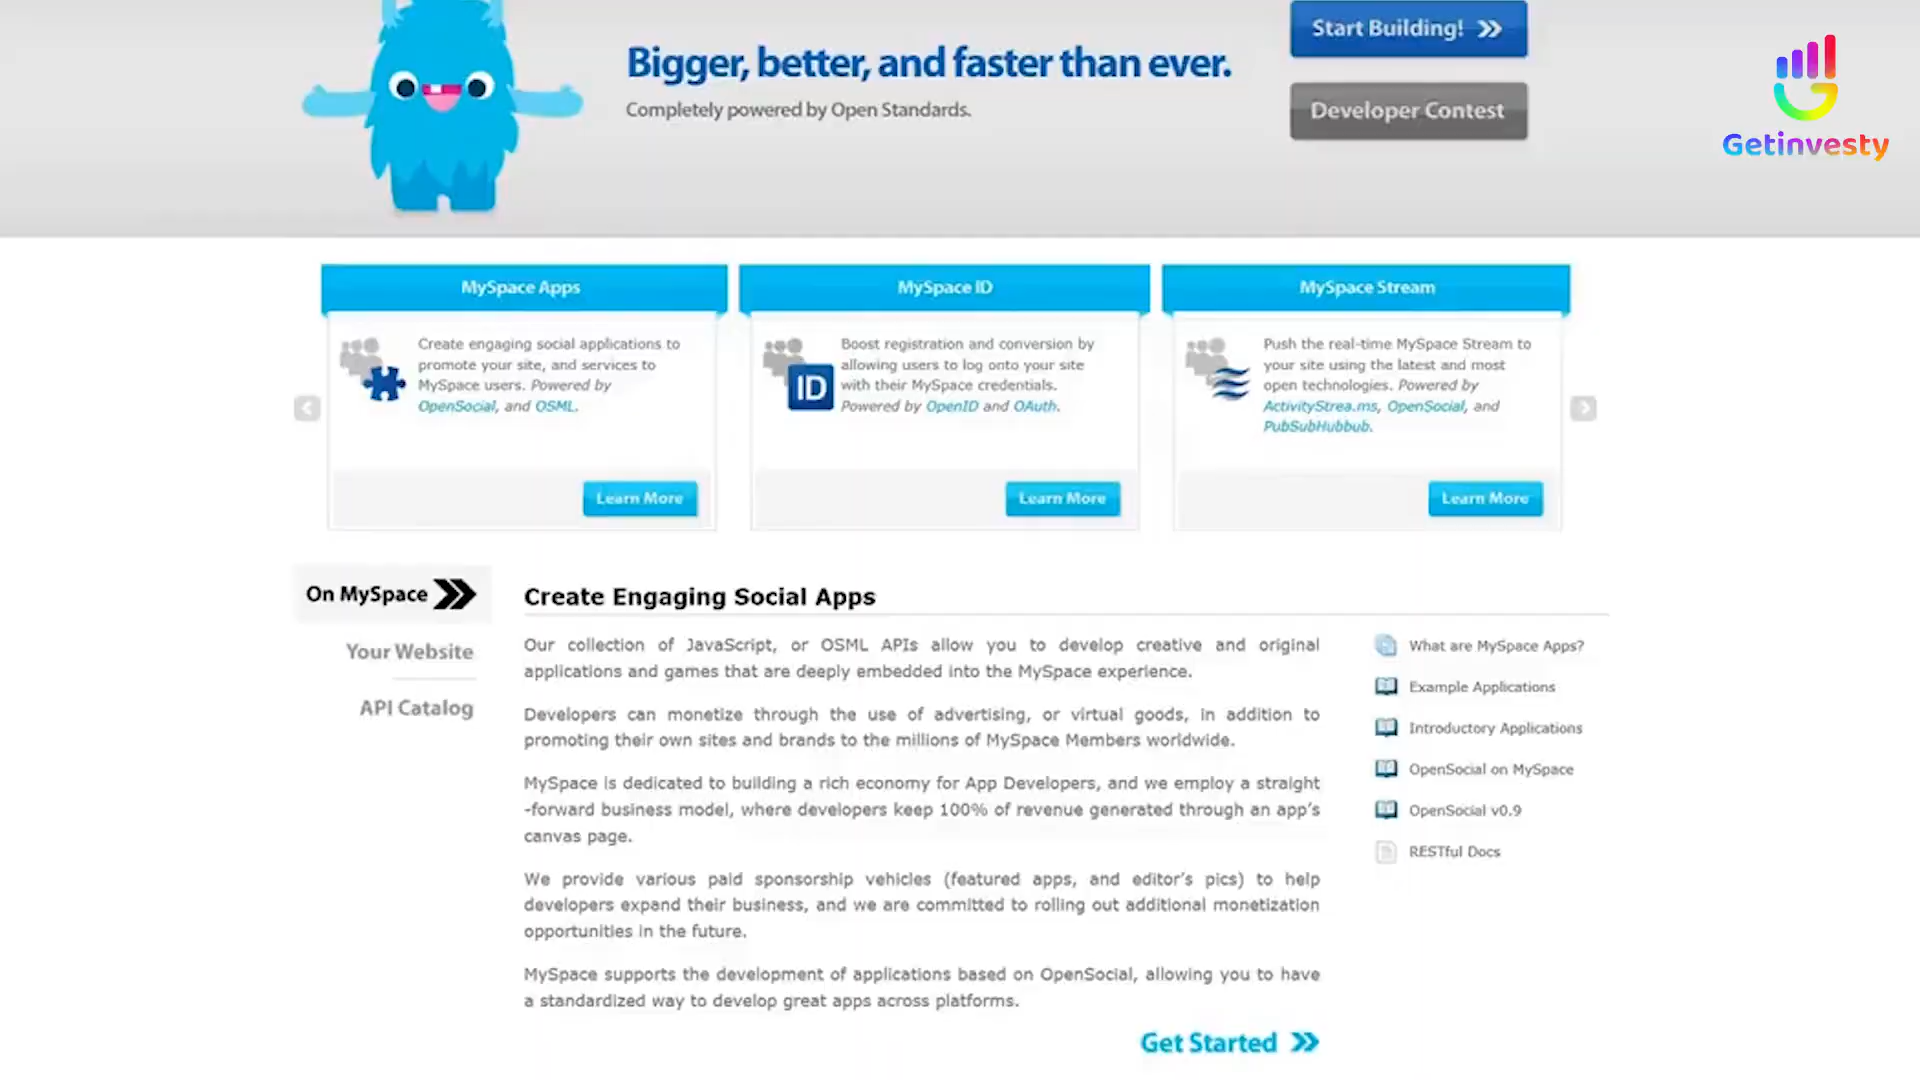 Start Building!
Bigger, better, and faster than ever.
Completely powered by Open Standards.
Developer Contest
Getinvesty
MySpace Apps
Create engaging social applications to
promote your site, and services to
MySpace users. Powered by
OpenSocial, and OSML.
Learn More
MySpace ID
ID
Boost registration and conversion by
allowing users to log onto your site
with their MySpace credentials.
Powered by OpenID and OAuth.
Learn More
MySpace Stream
Push the real-time MySpace Stream to
your site using the latest and most
open technologies. Powered by
ActivityStrea.ms, OpenSocial, and
PubSubHubbub.
Learn More
On MySpace
Your Website
API Catalog
Create Engaging Social Apps
Our collection of JavaScript, or OSML APIs allow you to develop creative and original
applications and games that are deeply embedded into the MySpace experience.
Developers can monetize through the use of advertising, or virtual goods, in addition to
promoting their own sites and brands to the millions of MySpace Members worldwide.
MySpace is dedicated to building a rich economy for App Developers, and we employ a straight
-forward business model, where developers keep 100% of revenue generated through an app's
canvas page.
We provide various paid sponsorship vehicles (featured apps, and editor's pics) to help
developers expand their business, and we are committed to rolling out additional monetization
opportunities in the future.
MySpace supports the development of applications based on OpenSocial, allowing you to have
a standardized way to develop great apps across platforms.
Get Started
What are MySpace Apps?
Example Applications
Introductory Applications
OpenSocial on MySpace
OpenSocial v0.9
RESTful Docs